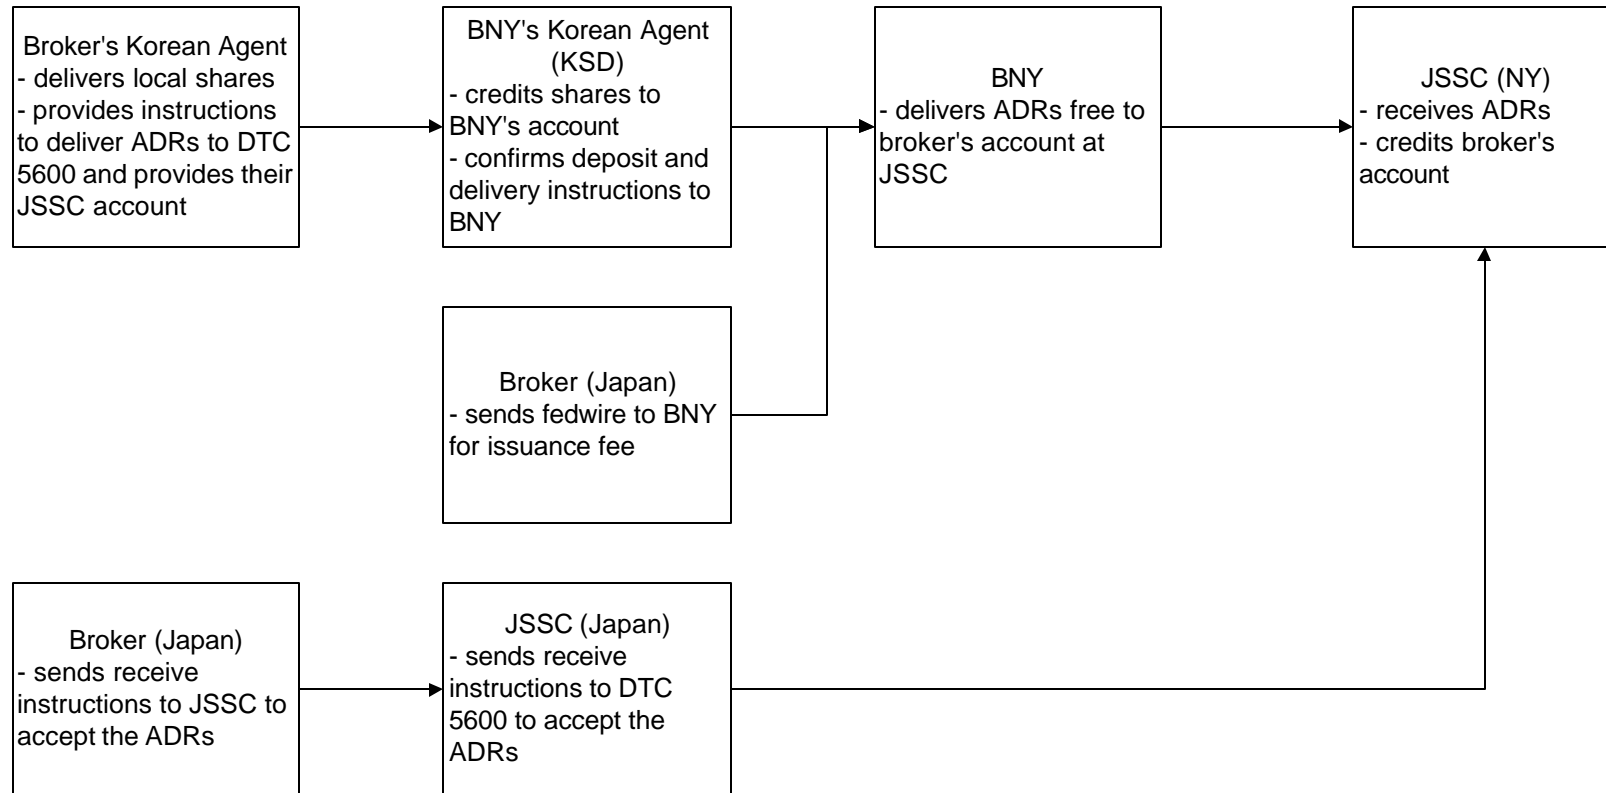 Broker's Korean Agent
- delivers local shares
- provides instructions
to deliver ADRs to DTC
5600 and provides their
JSSC account
BNY's Korean Agent
(KSD)
- credits shares to
BNY's account
- confirms deposit and
delivery instructions to
BNY
BNY
- delivers ADRs free to
broker's account at
JSSC
JSSC (NY)
- receives ADRs
- credits broker's
account
Broker (Japan)
- sends fedwire to BNY
for issuance fee
Broker (Japan)
- sends receive
instructions to JSSC to
accept the ADRs
JSSC (Japan)
- sends receive
instructions to DTC
5600 to accept the
ADRs